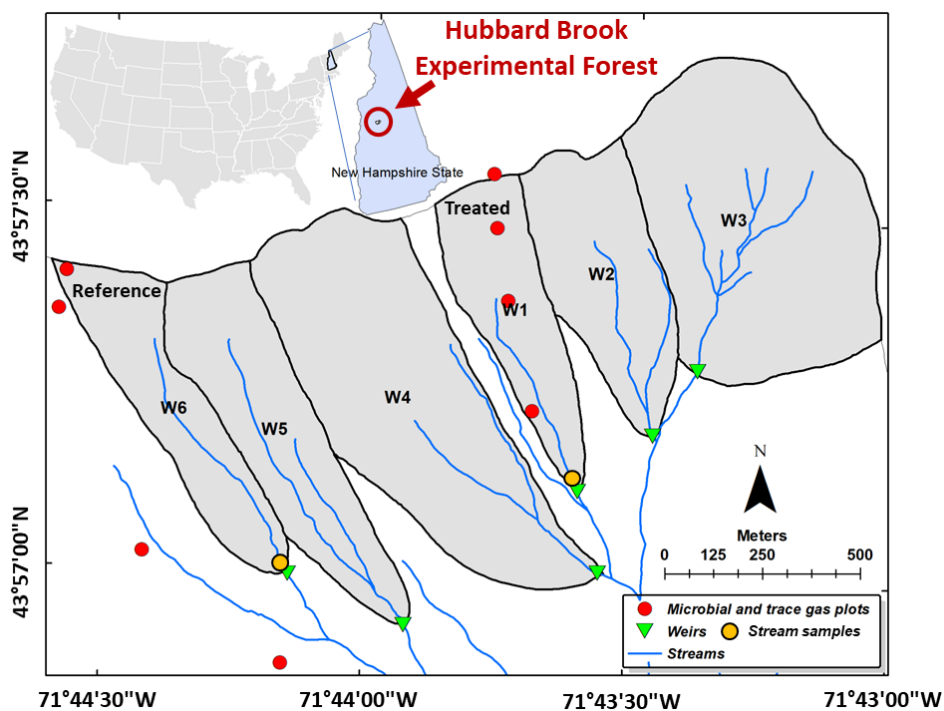 Hubbard Brook
Experimental Forest
New Hampshire State
43°57'30"N
43°57'00"N
Treated
Reference
W3
W2
W1
W4
W6
W5
N
Meters
0 125 250 500
Microbial and trace gas plots
Weirs Stream samples
Streams
71°44'30"W 71°44'00"W 71°43'30"W 71°43'00"W